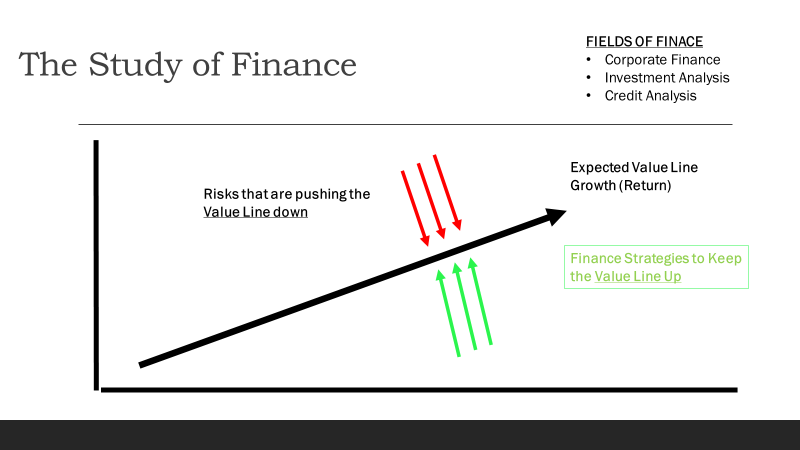 The Study of Finance
FIELDS OF FINACE
• Corporate Finance
• Investment Analysis
• Credit Analysis
Risks that are pushing the
Value Line down
Expected Value Line
Growth (Return)
Finance Strategies to Keep
the Value Line Up